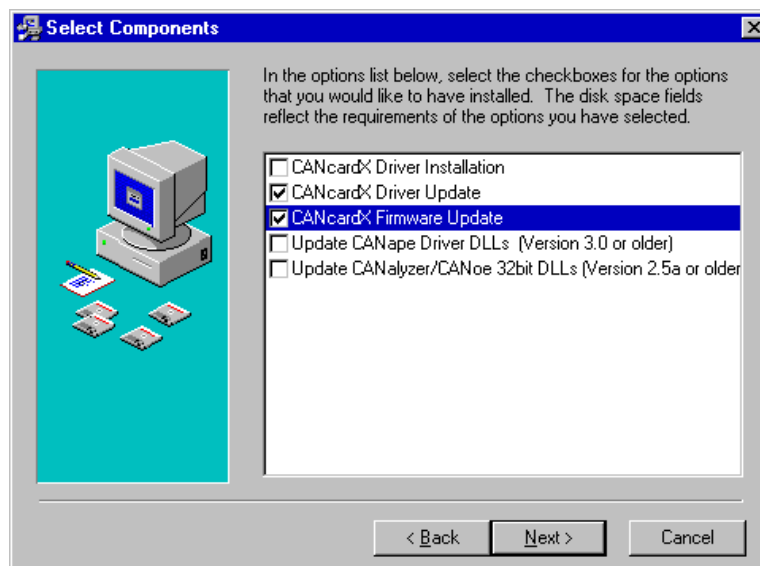 Select Components
In the options list below, select the checkboxes for the options
that you would like to have installed.  The disk space fields
reflect the requirements of the options you have selected.
CANcardX Driver Installation
CANcardX Driver Update
CANcardX Firmware Update
Update CANape Driver DLLs  (Version 3.0 or older)
Update CANalyzer/CANoe 32bit DLLs (Version 2.5a or older
< Back
Next >
Cancel